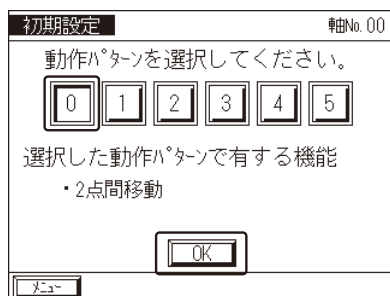 初期設定 軸No. 00
動作ﾊﾟﾀｰﾝを選択してください。
0 1 2 3 4 5
選択した動作ﾊﾟﾀｰﾝで有する機能
・2点間移動
OK
ﾒﾆｭｰ